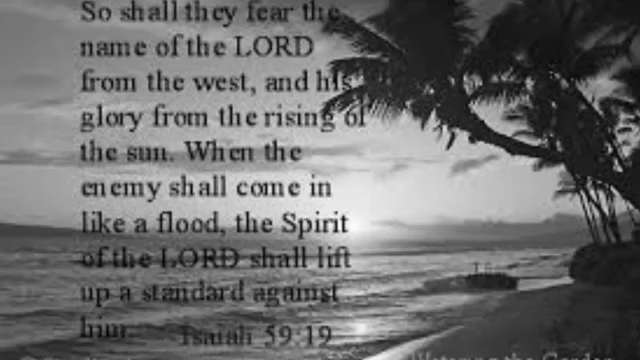 So shall they fear the
name of the LORD
from the west, and his
glory from the rising of
the sun. When the
enemy shall come in
like a flood, the Spirit
of the LORD shall lift
up a standard against
him. Isaiah 59:19